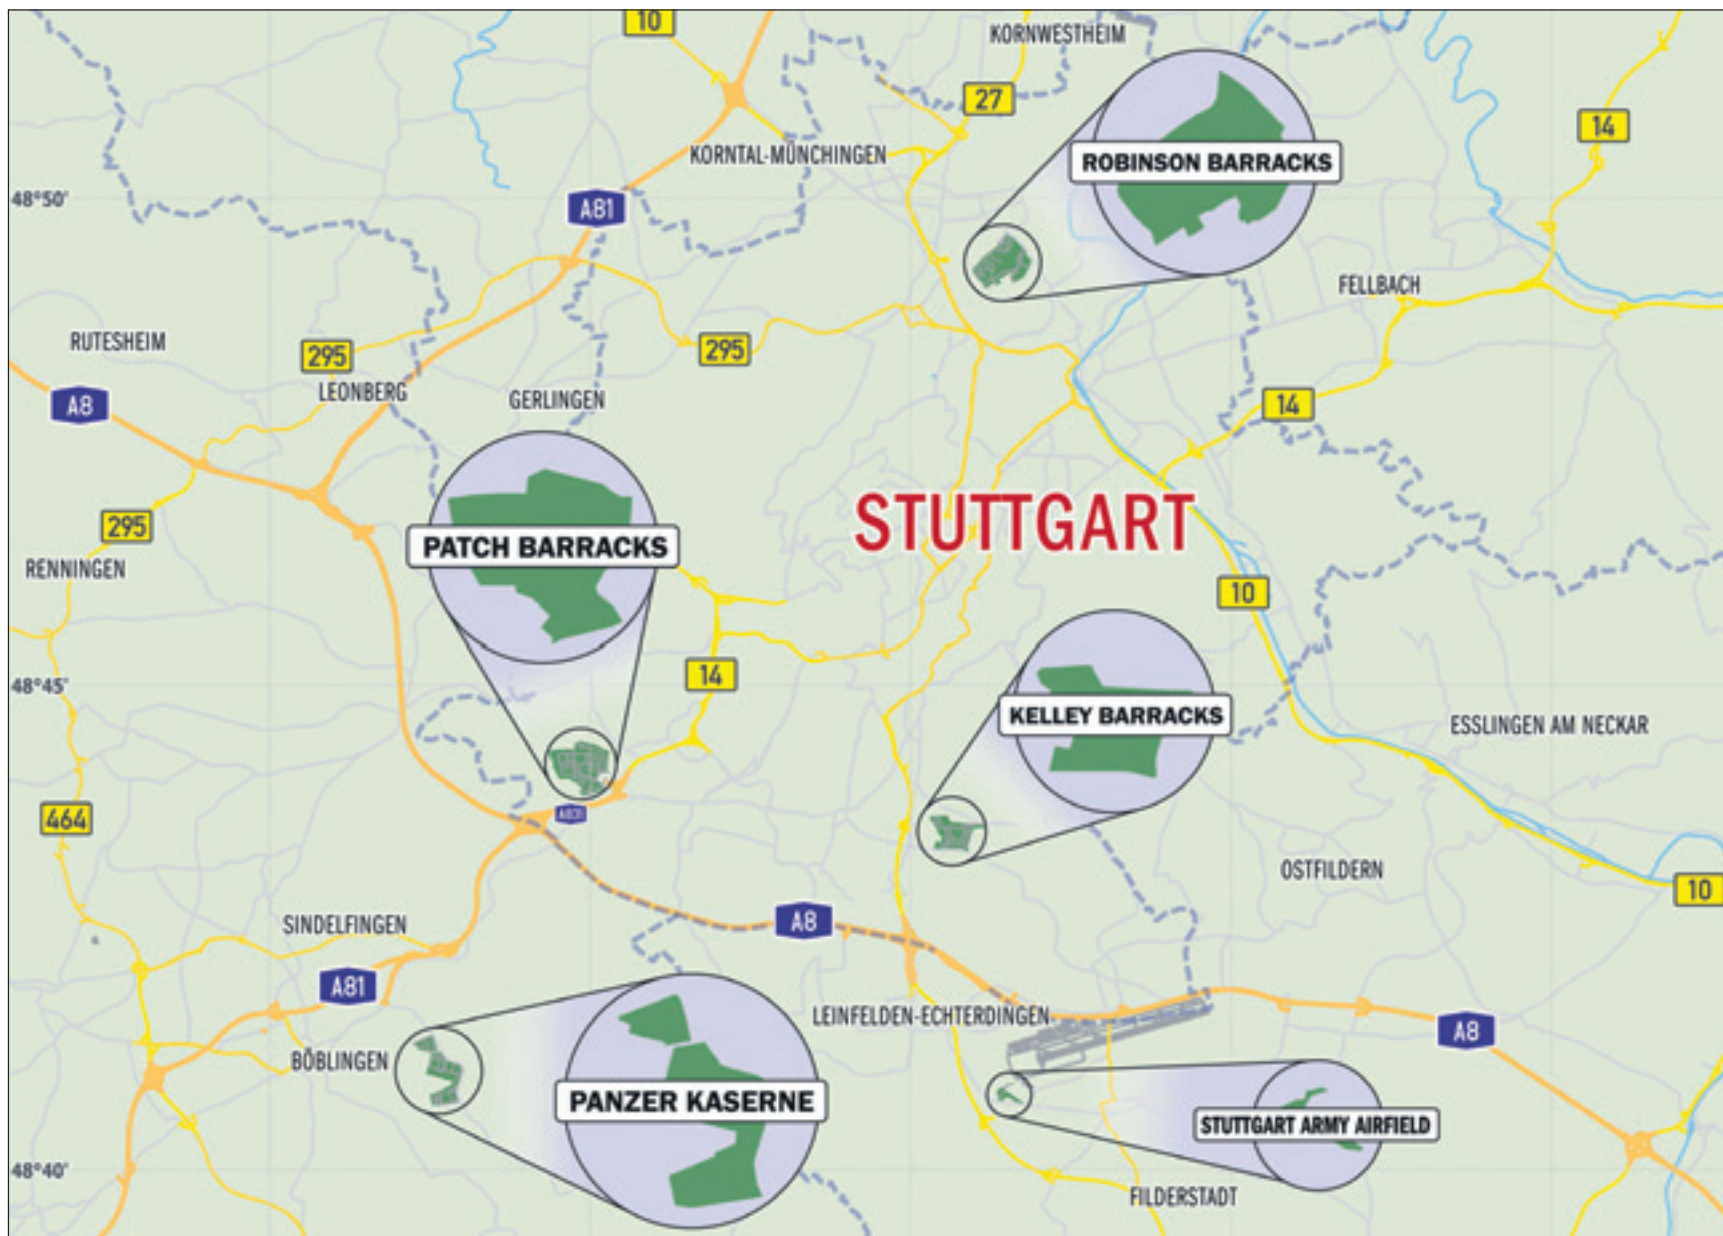 10
KORNWESTHEIM
27
14
KORNTAL-MÜNCHINGEN
ROBINSON BARRACKS
48°50'
A81
FELLBACH
RUTESHEIM
295
295
LEONBERG
GERLINGEN
A8
14
STUTTGART
295
PATCH BARRACKS
RENNINGEN
10
14
48°45'
KELLEY BARRACKS
ESSLINGEN AM NECKAR
464
A831
OSTFILDERN
10
SINDELFINGEN
A8
A81
LEINFELDEN-ECHTERDINGEN
A8
BÖBLINGEN
PANZER KASERNE
STUTTGART ARMY AIRFIELD
48°40'
FILDERSTADT